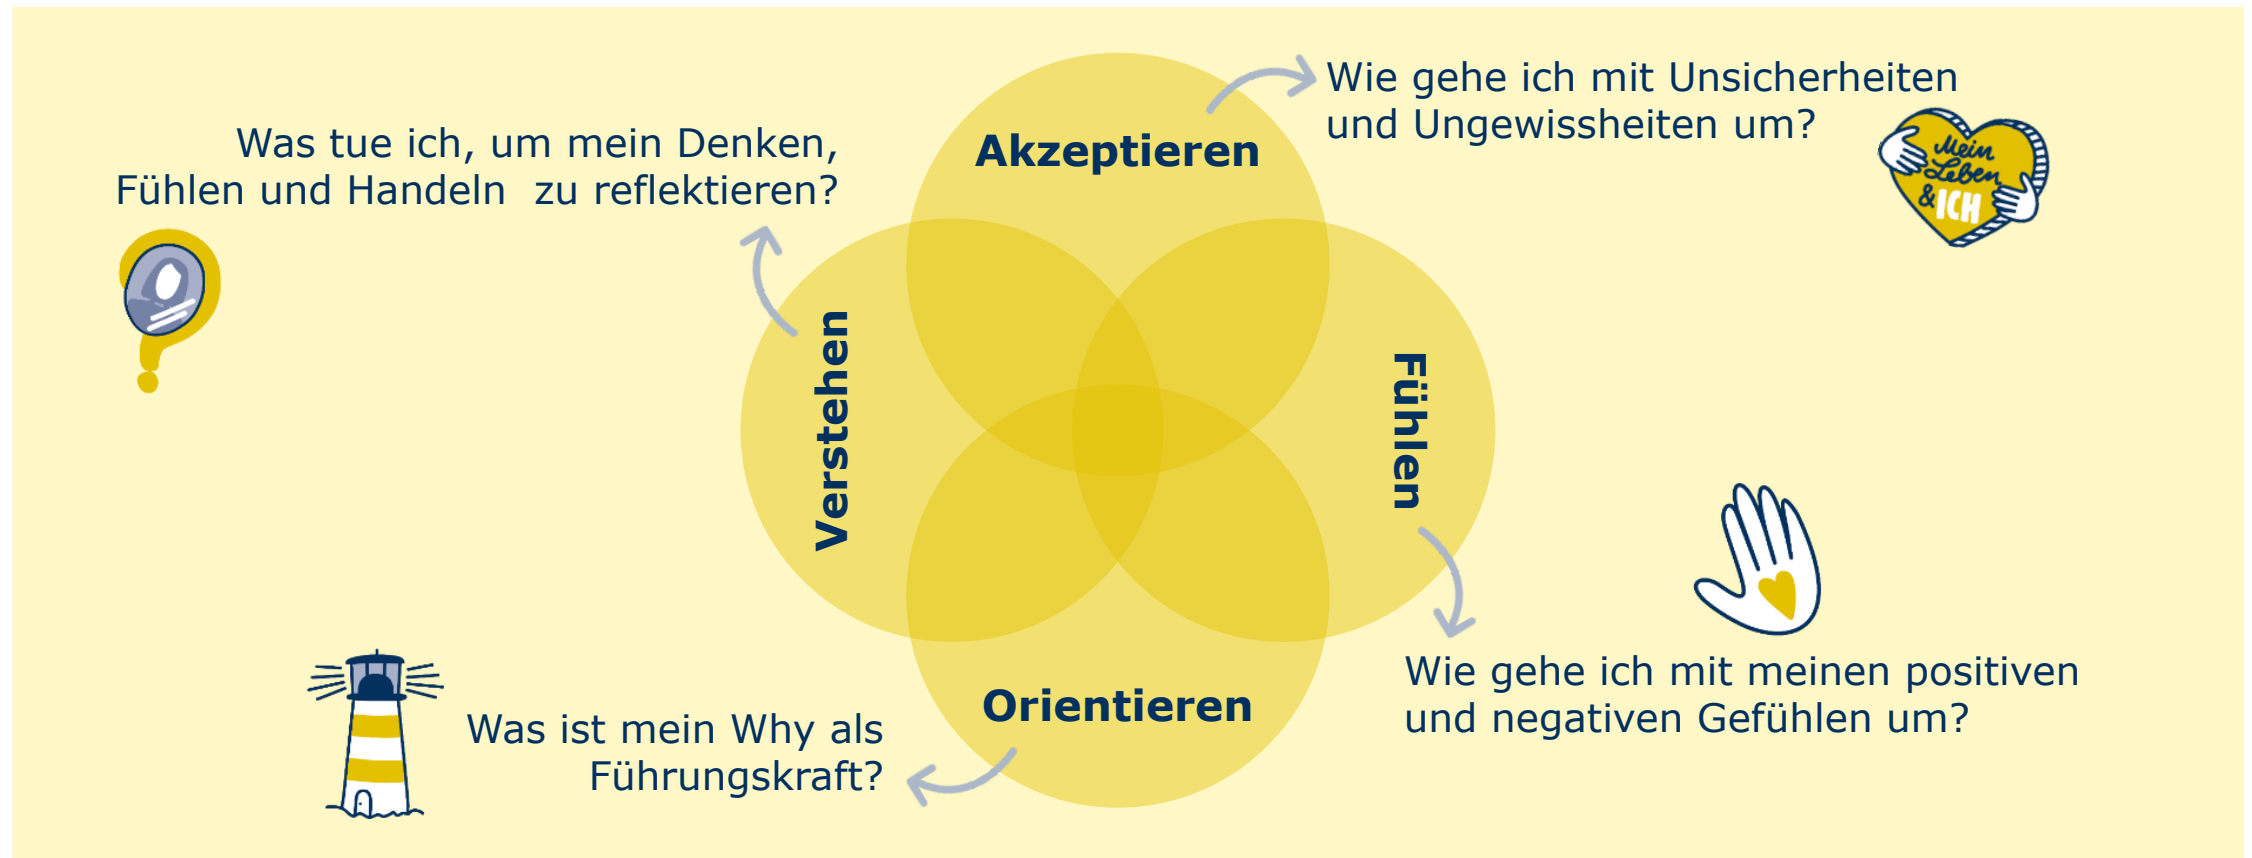 Was tue ich, um mein Denken,
Fühlen und Handeln  zu reflektieren?
Akzeptieren
Wie gehe ich mit Unsicherheiten
und Ungewissheiten um?
Mein
Leben
& ICH
Verstehen
Fühlen
Orientieren
Was ist mein Why als
Führungskraft?
Wie gehe ich mit meinen positiven
und negativen Gefühlen um?